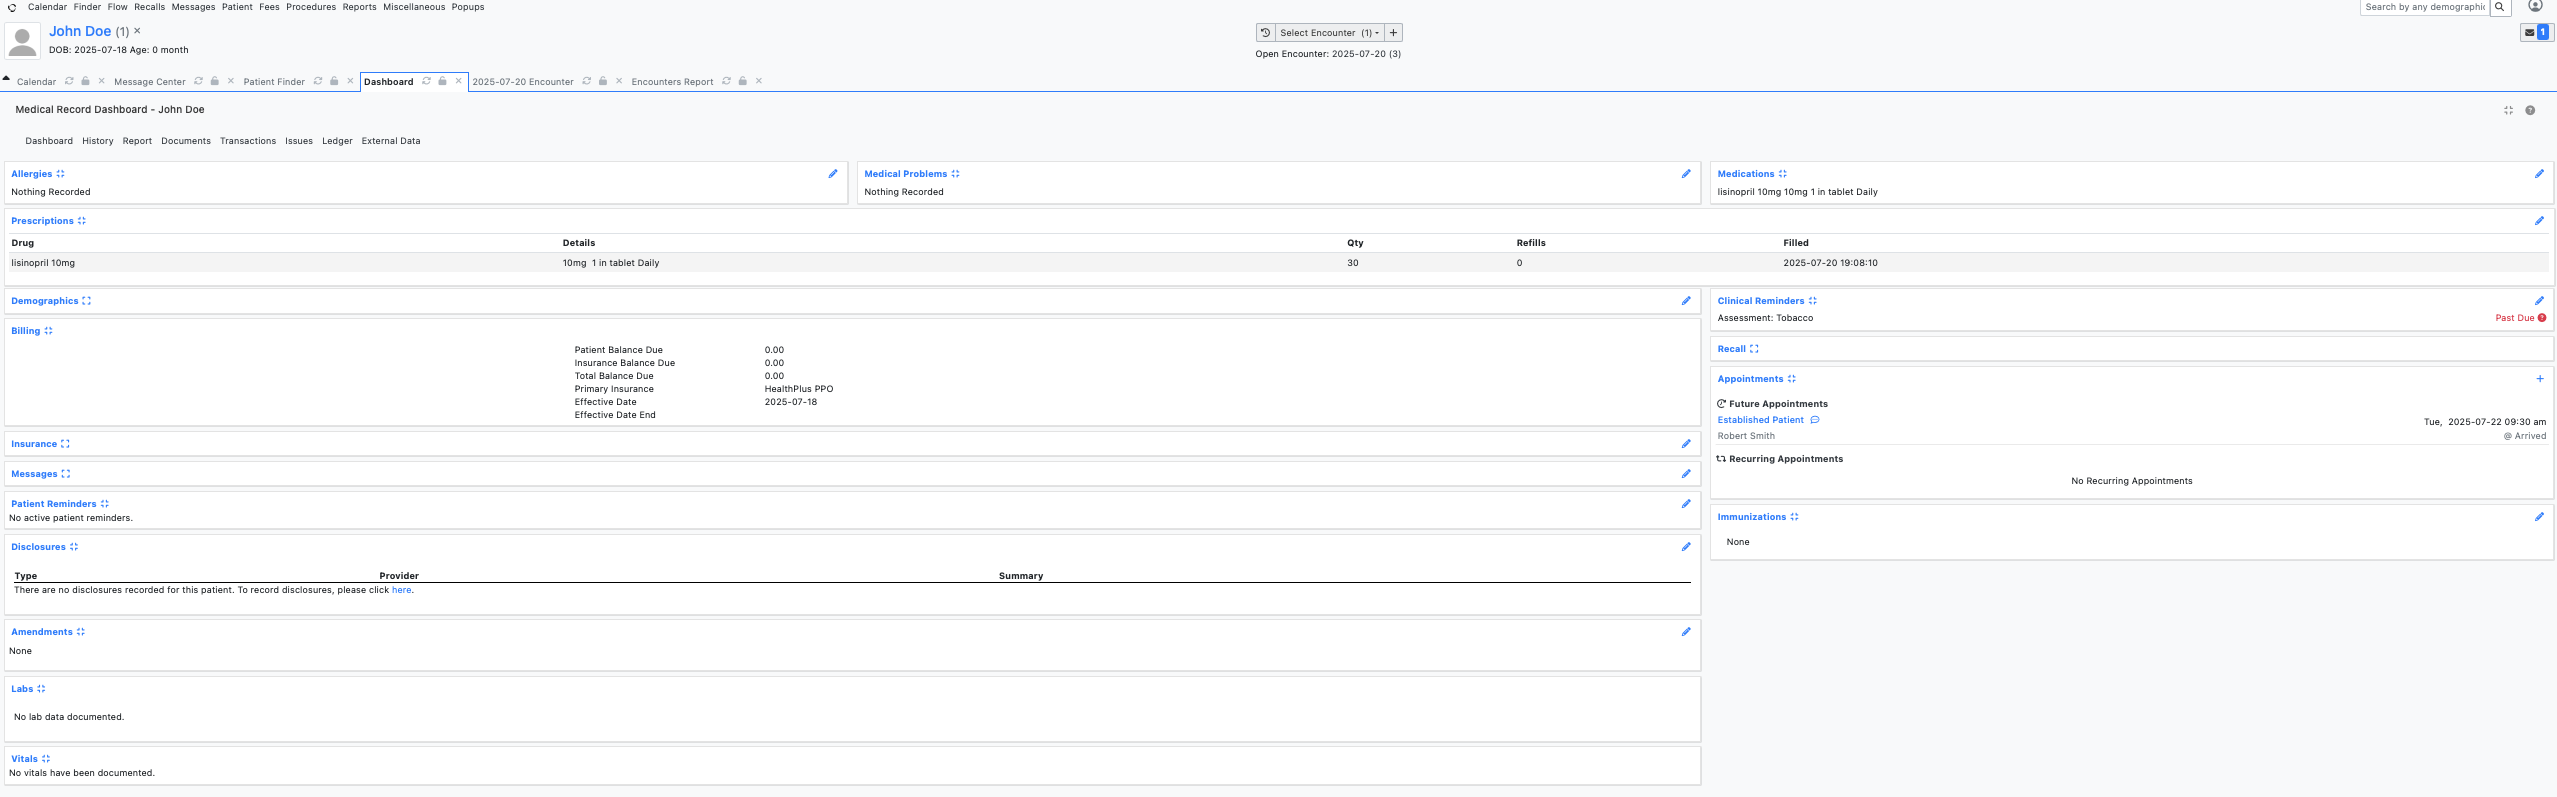 Calendar Finder Flow Recalls Messages Patient Fees Procedures Reports Miscellaneous Popups
Search by any demographic
John Doe (1) ×
DOB: 2025-07-18 Age: 0 month
Select Encounter (1)
+
Open Encounter: 2025-07-20 (3)
1
Calendar Message Center Patient Finder Dashboard 2025-07-20 Encounter Encounters Report
Medical Record Dashboard - John Doe
Dashboard History Report Documents Transactions Issues Ledger External Data
Allergies
Nothing Recorded
Medical Problems
Nothing Recorded
Medications
lisinopril 10mg 10mg 1 in tablet Daily
Prescriptions
Drug Details Qty Refills Filled
lisinopril 10mg 10mg 1 in tablet Daily 30 0 2025-07-20 19:08:10
Demographics
Billing
Patient Balance Due 0.00
Insurance Balance Due 0.00
Total Balance Due 0.00
Primary Insurance HealthPlus PPO
Effective Date 2025-07-18
Effective Date End
Insurance
Messages
Patient Reminders
No active patient reminders.
Disclosures
Type Provider Summary
There are no disclosures recorded for this patient. To record disclosures, please click here.
Amendments
None
Labs
No lab data documented.
Vitals
No vitals have been documented.
Clinical Reminders
Assessment: Tobacco Past Due
Recall
Appointments
+
Future Appointments
Established Patient Tue, 2025-07-22 09:30 am
Robert Smith @ Arrived
Recurring Appointments
No Recurring Appointments
Immunizations
None